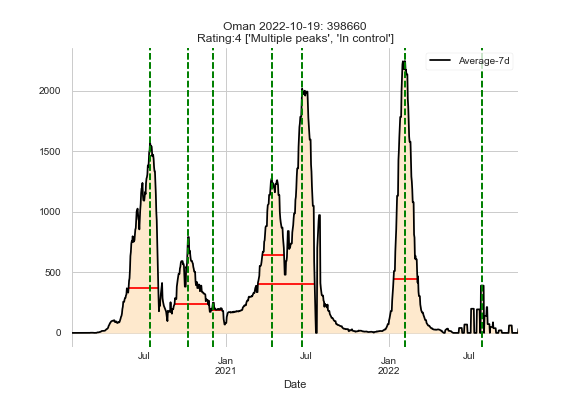 Oman 2022-10-19: 398660
Rating:4 ['Multiple peaks', 'In control']
Average-7d
2000
1500
1000
500
0
Jul
Jan
2021
Jul
Jan
2022
Jul
Date